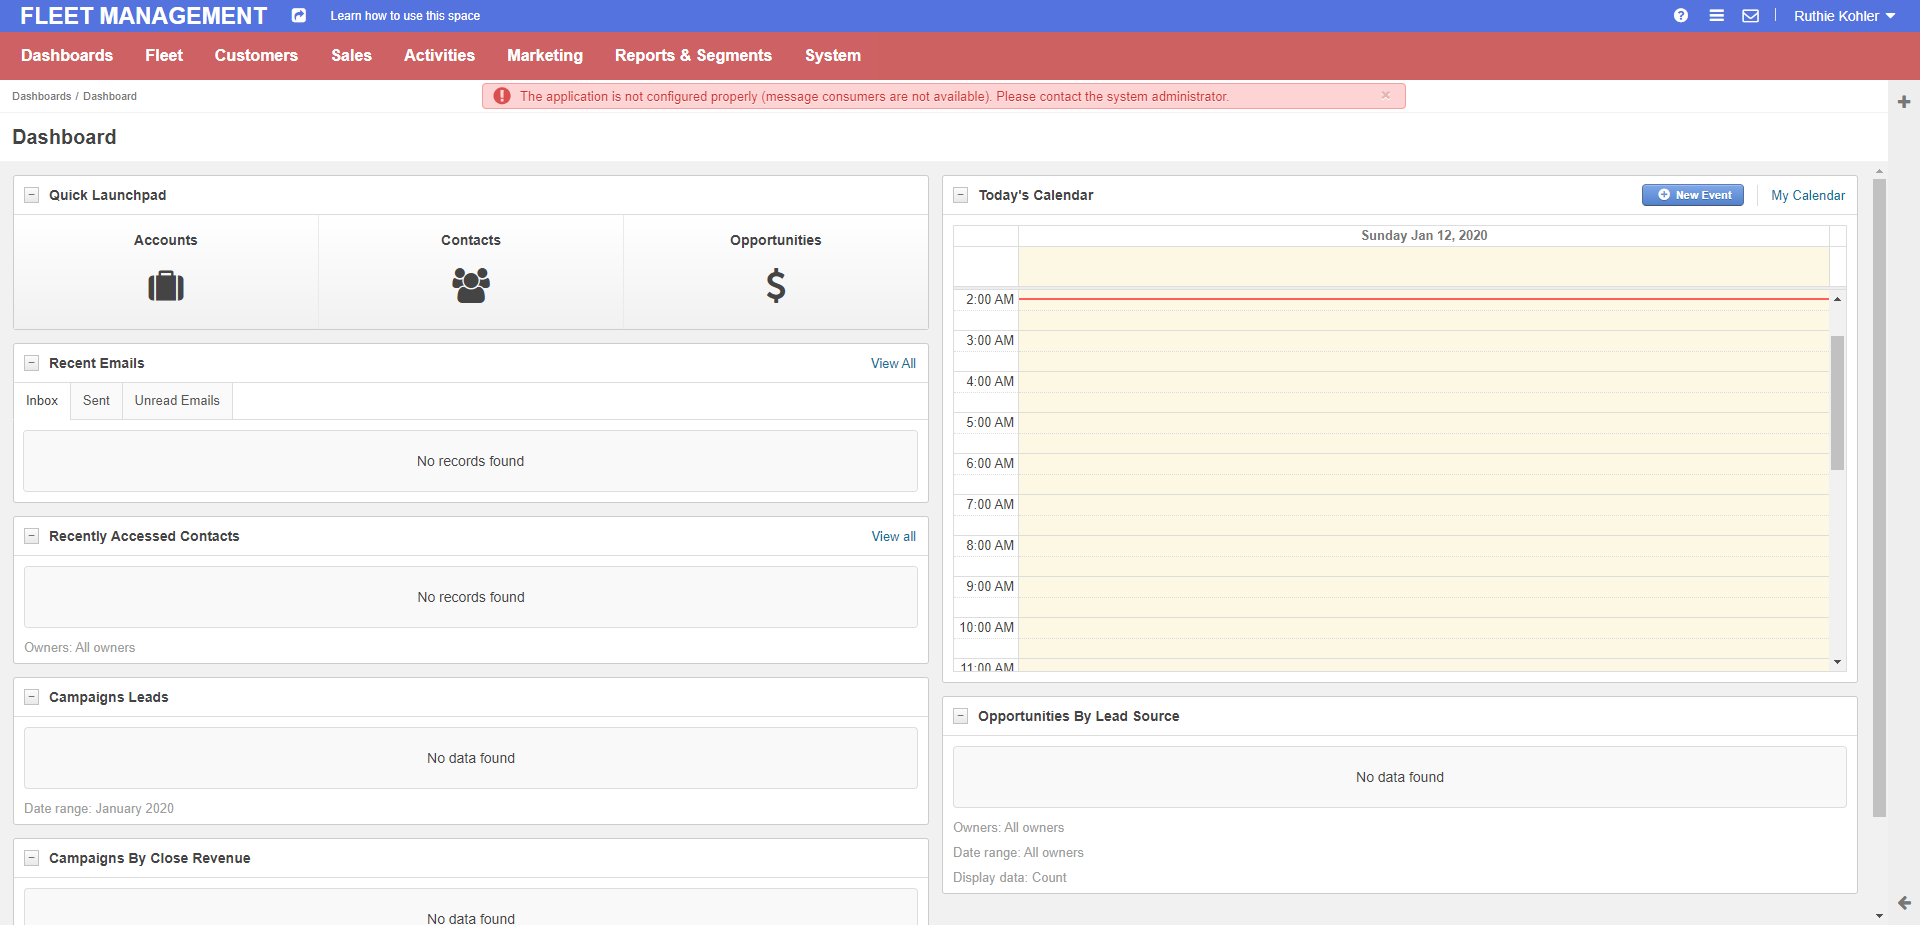 FLEET MANAGEMENT
Learn how to use this space
Ruthie Kohler
Dashboards Fleet Customers Sales Activities Marketing Reports & Segments System
Dashboards / Dashboard
The application is not configured properly (message consumers are not available). Please contact the system administrator.
Dashboard
Quick Launchpad
Accounts
Contacts
Opportunities
Recent Emails
View All
Inbox
Sent
Unread Emails
No records found
Recently Accessed Contacts
View all
No records found
Owners: All owners
Campaigns Leads
No data found
Date range: January 2020
Campaigns By Close Revenue
No data found
Today's Calendar
New Event
My Calendar
Sunday Jan 12, 2020
2:00 AM
3:00 AM
4:00 AM
5:00 AM
6:00 AM
7:00 AM
8:00 AM
9:00 AM
10:00 AM
11:00 AM
Opportunities By Lead Source
No data found
Owners: All owners
Date range: All owners
Display data: Count